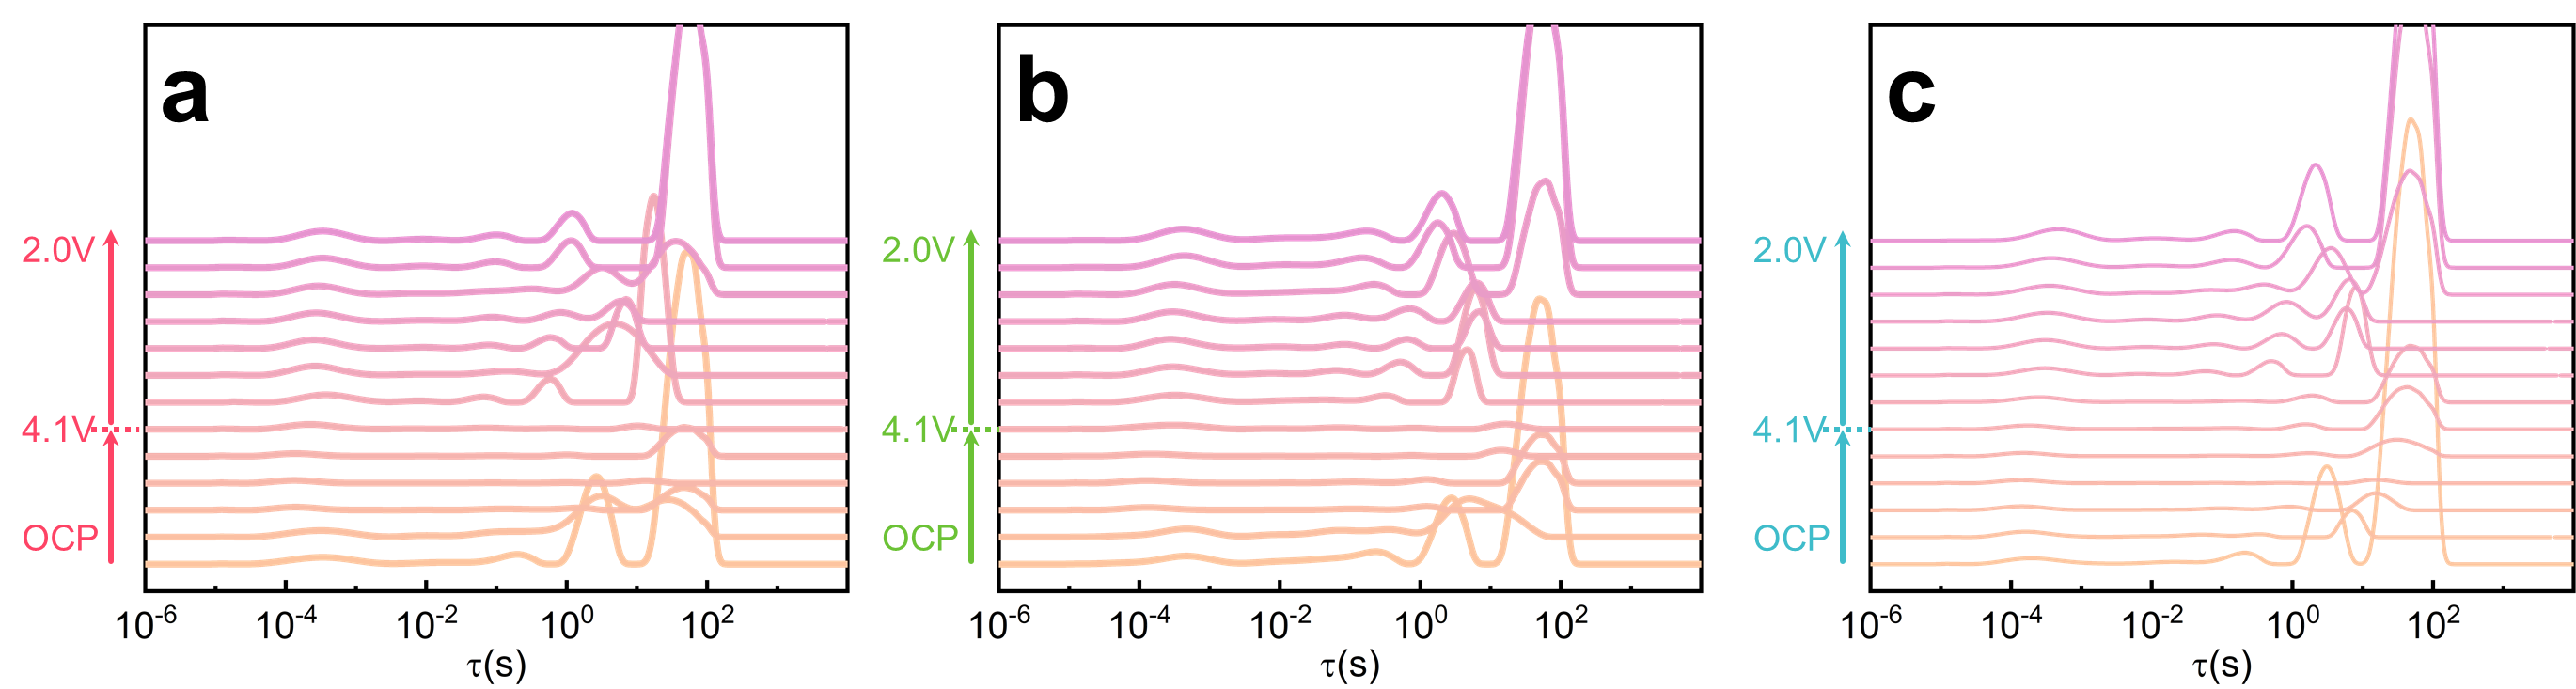 a
2.0V
4.1V
OCP
10⁻⁶ 10⁻⁴ 10⁻² 10⁰ 10²
τ(s)
b
2.0V
4.1V
OCP
10⁻⁶ 10⁻⁴ 10⁻² 10⁰ 10²
τ(s)
c
2.0V
4.1V
OCP
10⁻⁶ 10⁻⁴ 10⁻² 10⁰ 10²
τ(s)